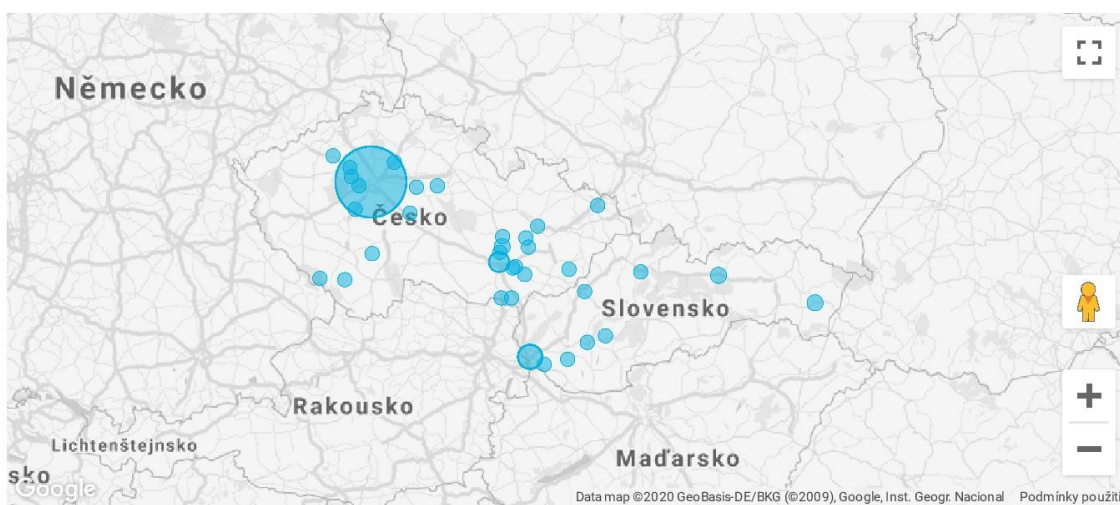 Německo
Česko
Slovensko
Rakousko
Lichtenštejnsko
Maďarsko
sko
Google
Data map ©2020 GeoBasis-DE/BKG (©2009), Google, Inst. Geogr. Nacional Podmínky použití